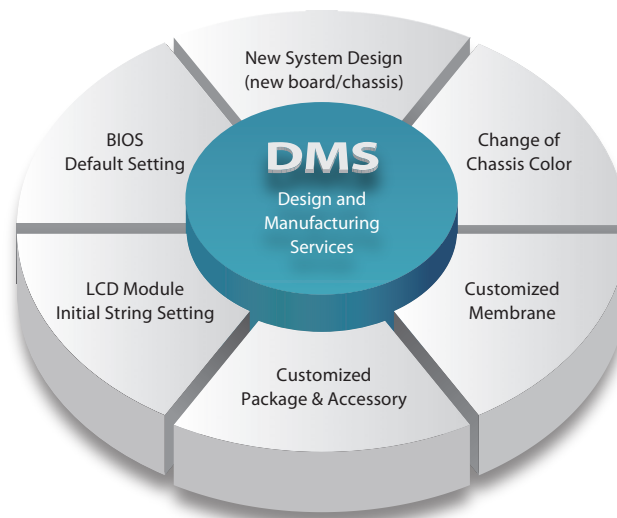 New System Design
(new board/chassis)
Change of
Chassis Color
Customized
Membrane
Customized
Package & Accessory
LCD Module
Initial String Setting
BIOS
Default Setting
DMS
Design and
Manufacturing
Services